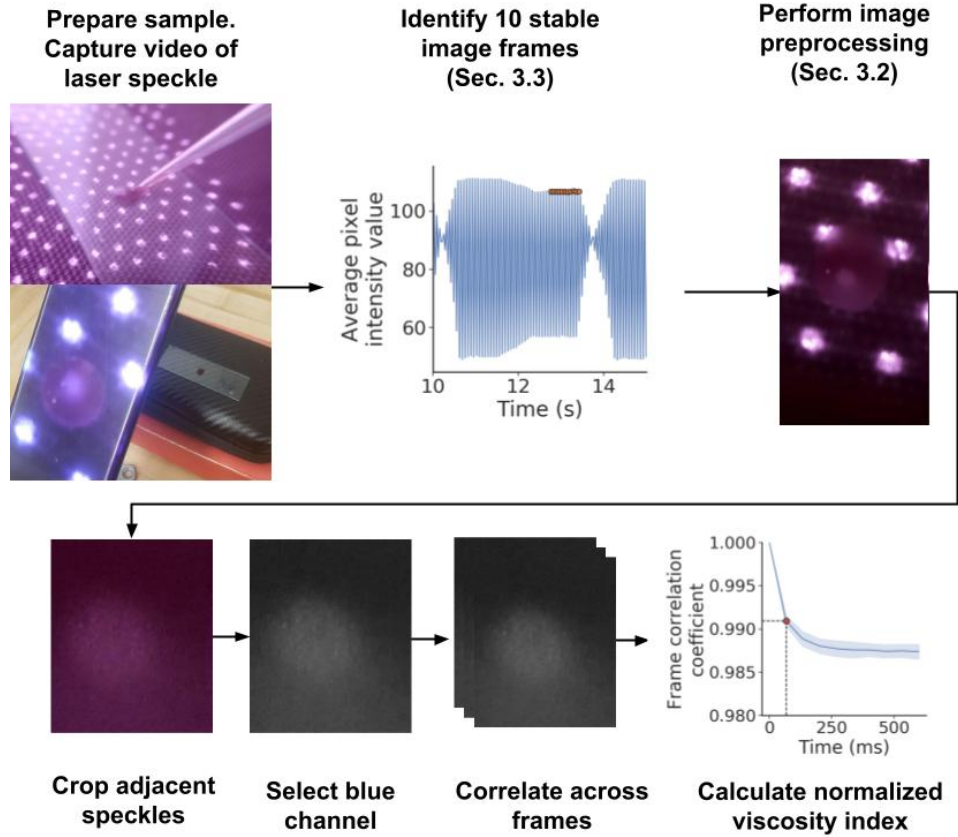 Prepare sample.
Capture video of
laser speckle
Identify 10 stable
image frames
(Sec. 3.3)
Perform image
preprocessing
(Sec. 3.2)
Average pixel
intensity value
100
80
60
10
12
14
Time (s)
Frame correlation
coefficient
1.000
0.995
0.990
0.985
0.980
0
250
500
Time (ms)
Crop adjacent
speckles
Select blue
channel
Correlate across
frames
Calculate normalized
viscosity index